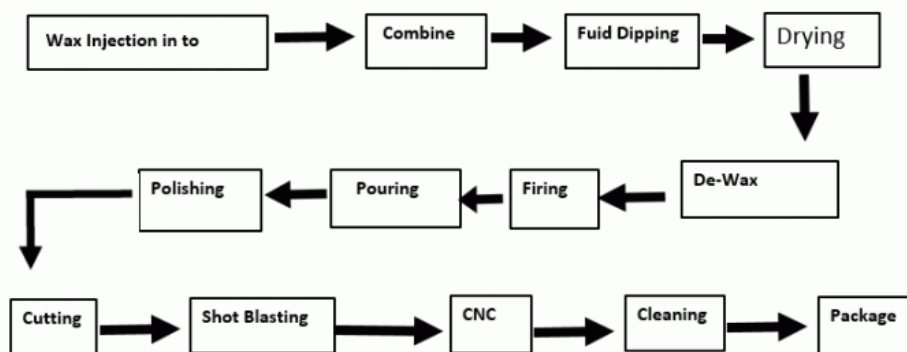 Wax Injection in to
Combine
Fuid Dipping
Drying
De-Wax
Firing
Pouring
Polishing
Cutting
Shot Blasting
CNC
Cleaning
Package